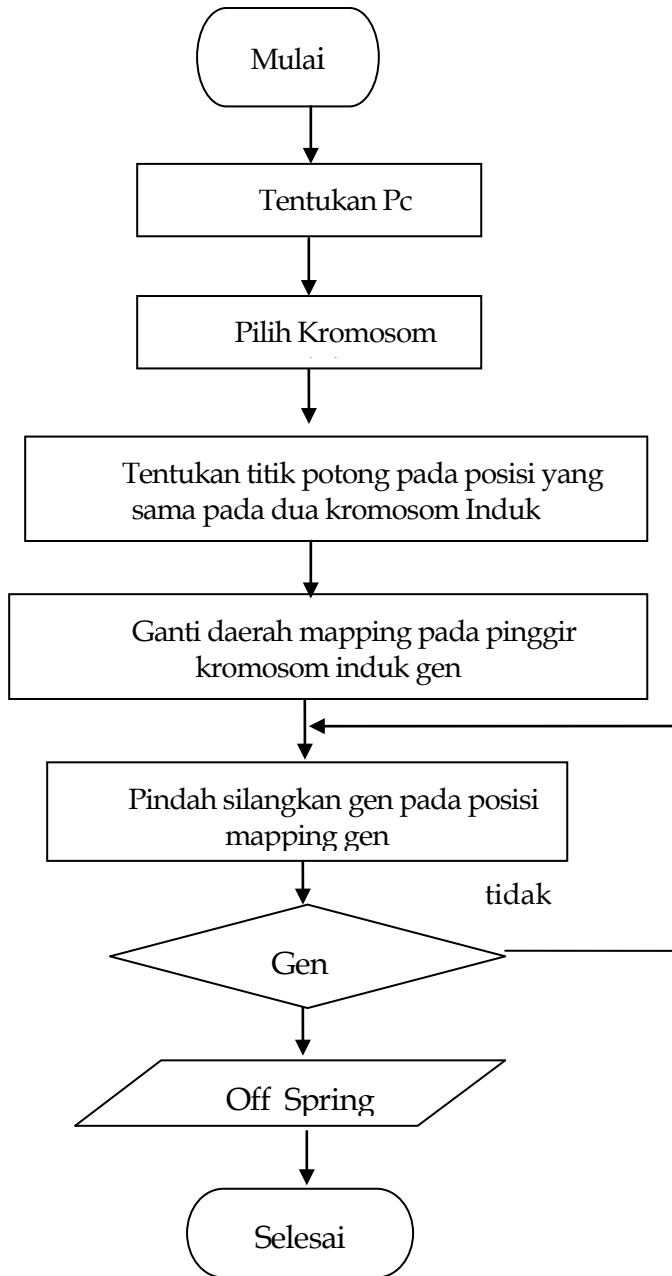 Mulai
Tentukan Pc
Pilih Kromosom
Tentukan titik potong pada posisi yang
sama pada dua kromosom Induk
Ganti daerah mapping pada pinggir
kromosom induk gen
Pindah silangkan gen pada posisi
mapping gen
tidak
Gen
Off Spring
Selesai